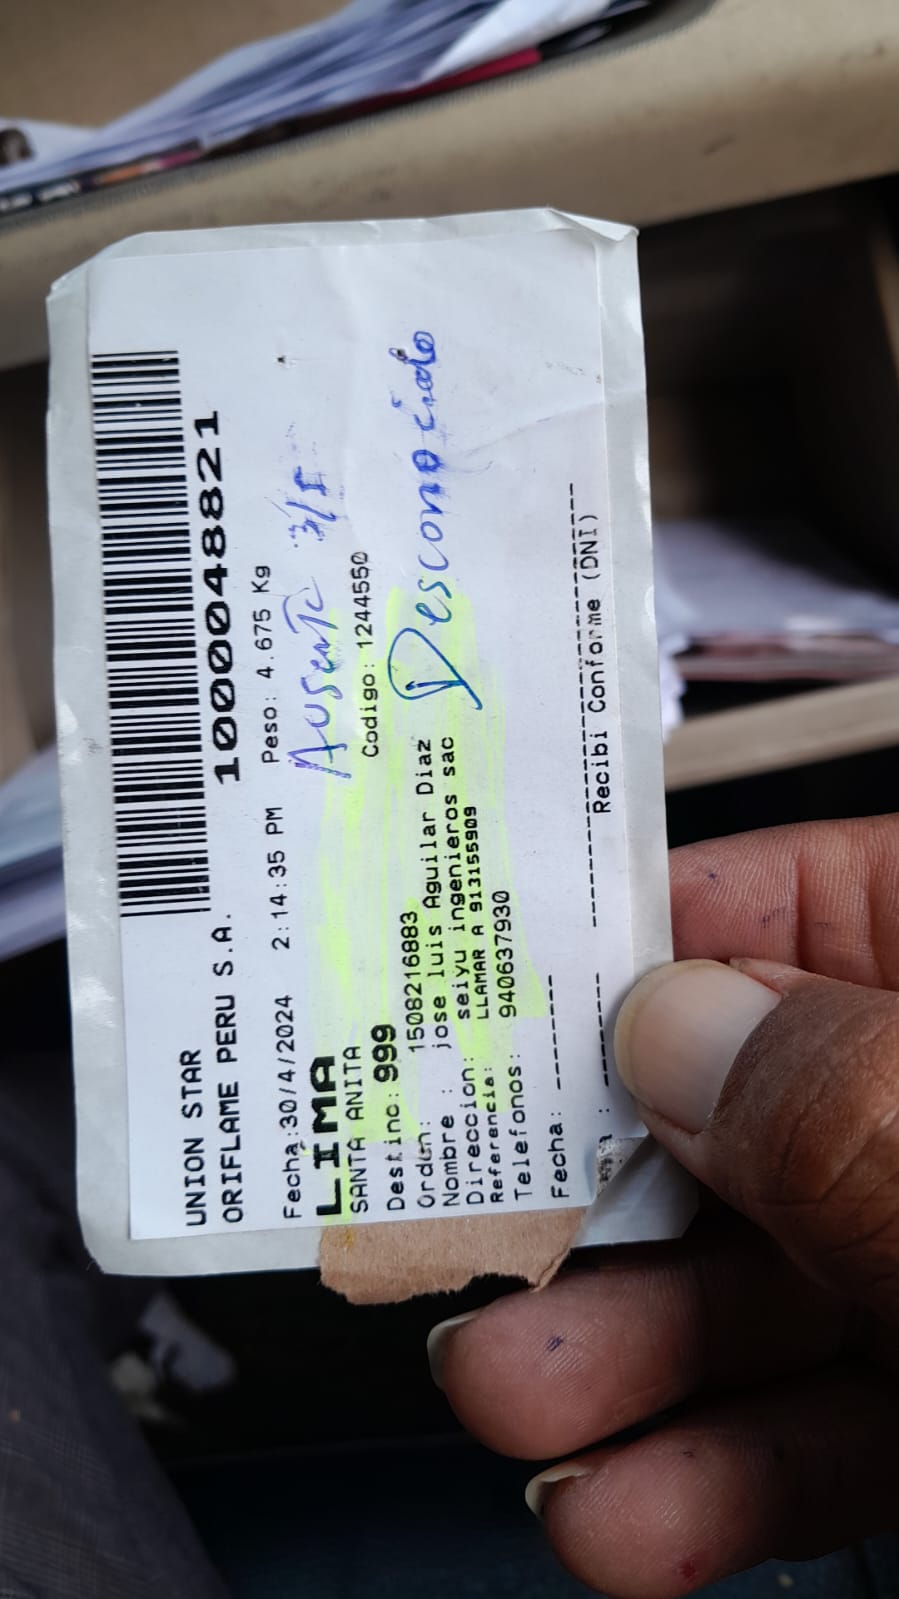 UNION STAR
ORIFLAME PERU S.A.
1000048821
Fecha:30/4/2024 2:14:35 PM Peso: 4.675 Kg
LIMA
Ausente 3/5
SANTA ANITA
Codigo: 1244550
Destino: 999
Desconocido
Orden: 1508216883
Nombre : jose luis Aguilar Diaz
Direccion: seiyu ingenieros sac
Referencia: LLAMAR A 913155909
Telefonos: 940637930
Fecha: ----------
Recibi Conforme (DNI)